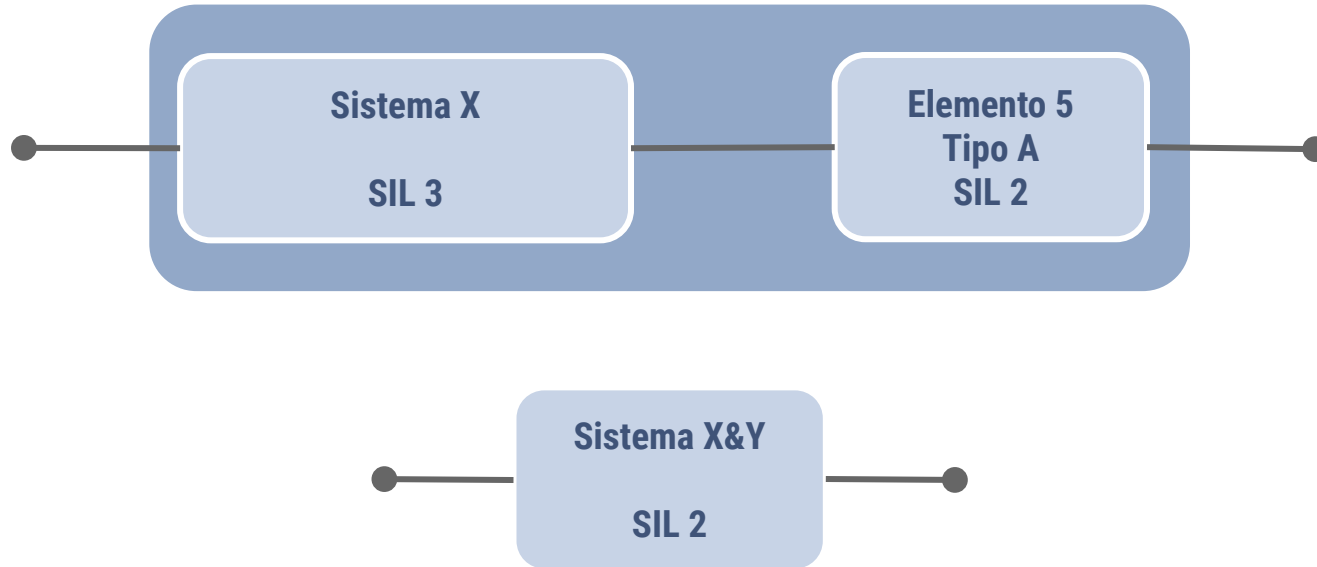 Sistema X
SIL 3
Elemento 5
Tipo A
SIL 2
Sistema X&Y
SIL 2